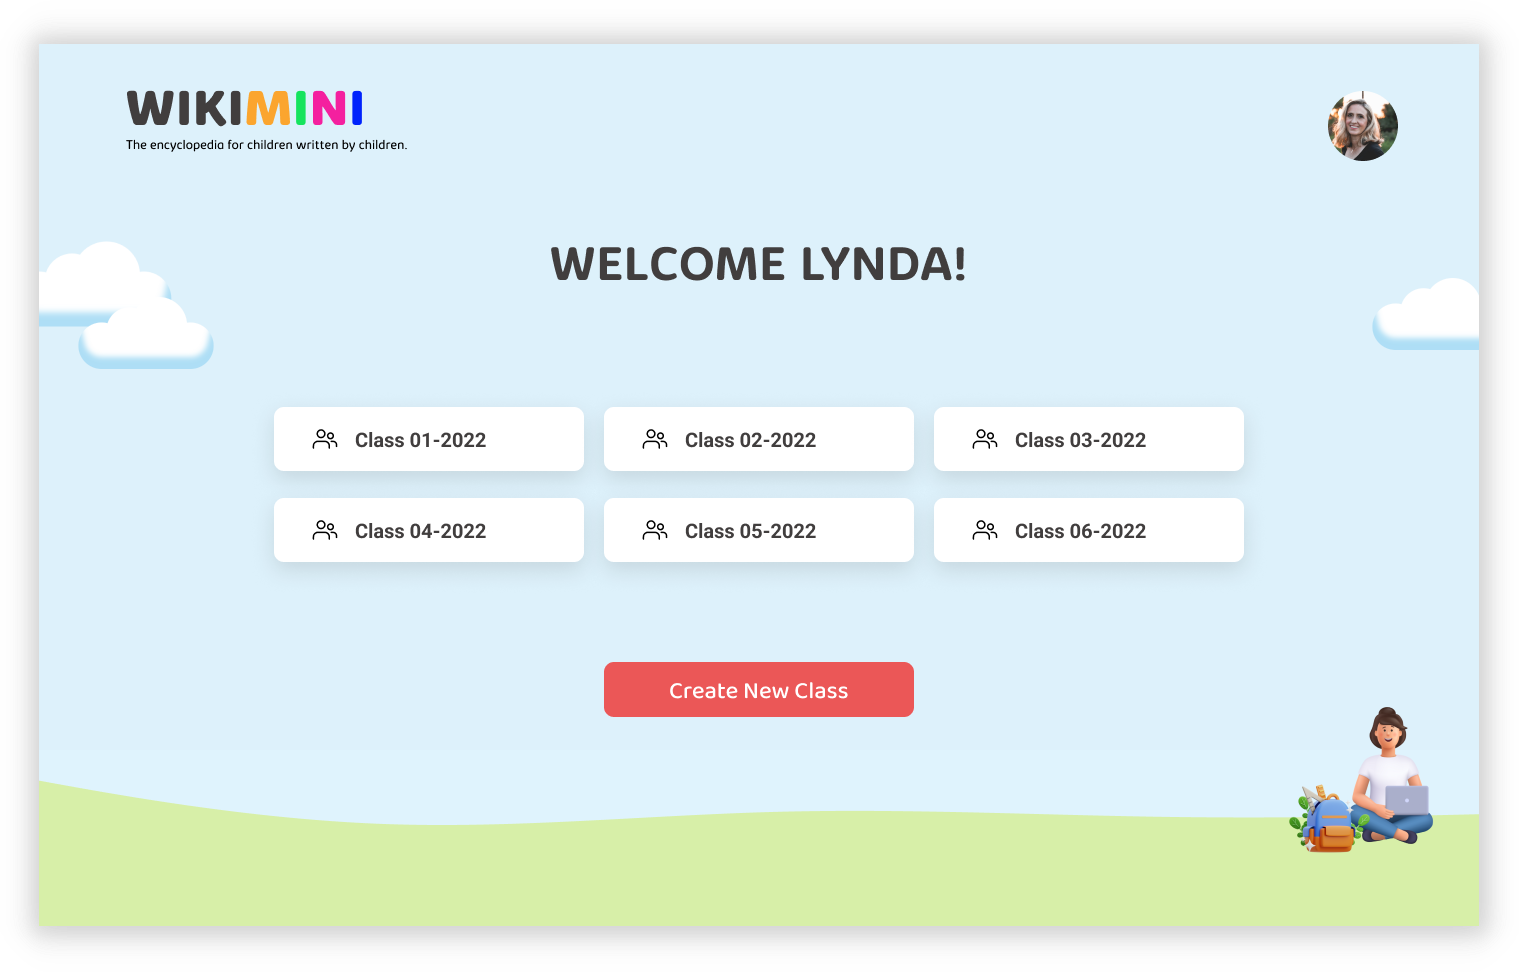 WIKIMINI
The encyclopedia for children written by children.
WELCOME LYNDA!
Class 01-2022
Class 02-2022
Class 03-2022
Class 04-2022
Class 05-2022
Class 06-2022
Create New Class